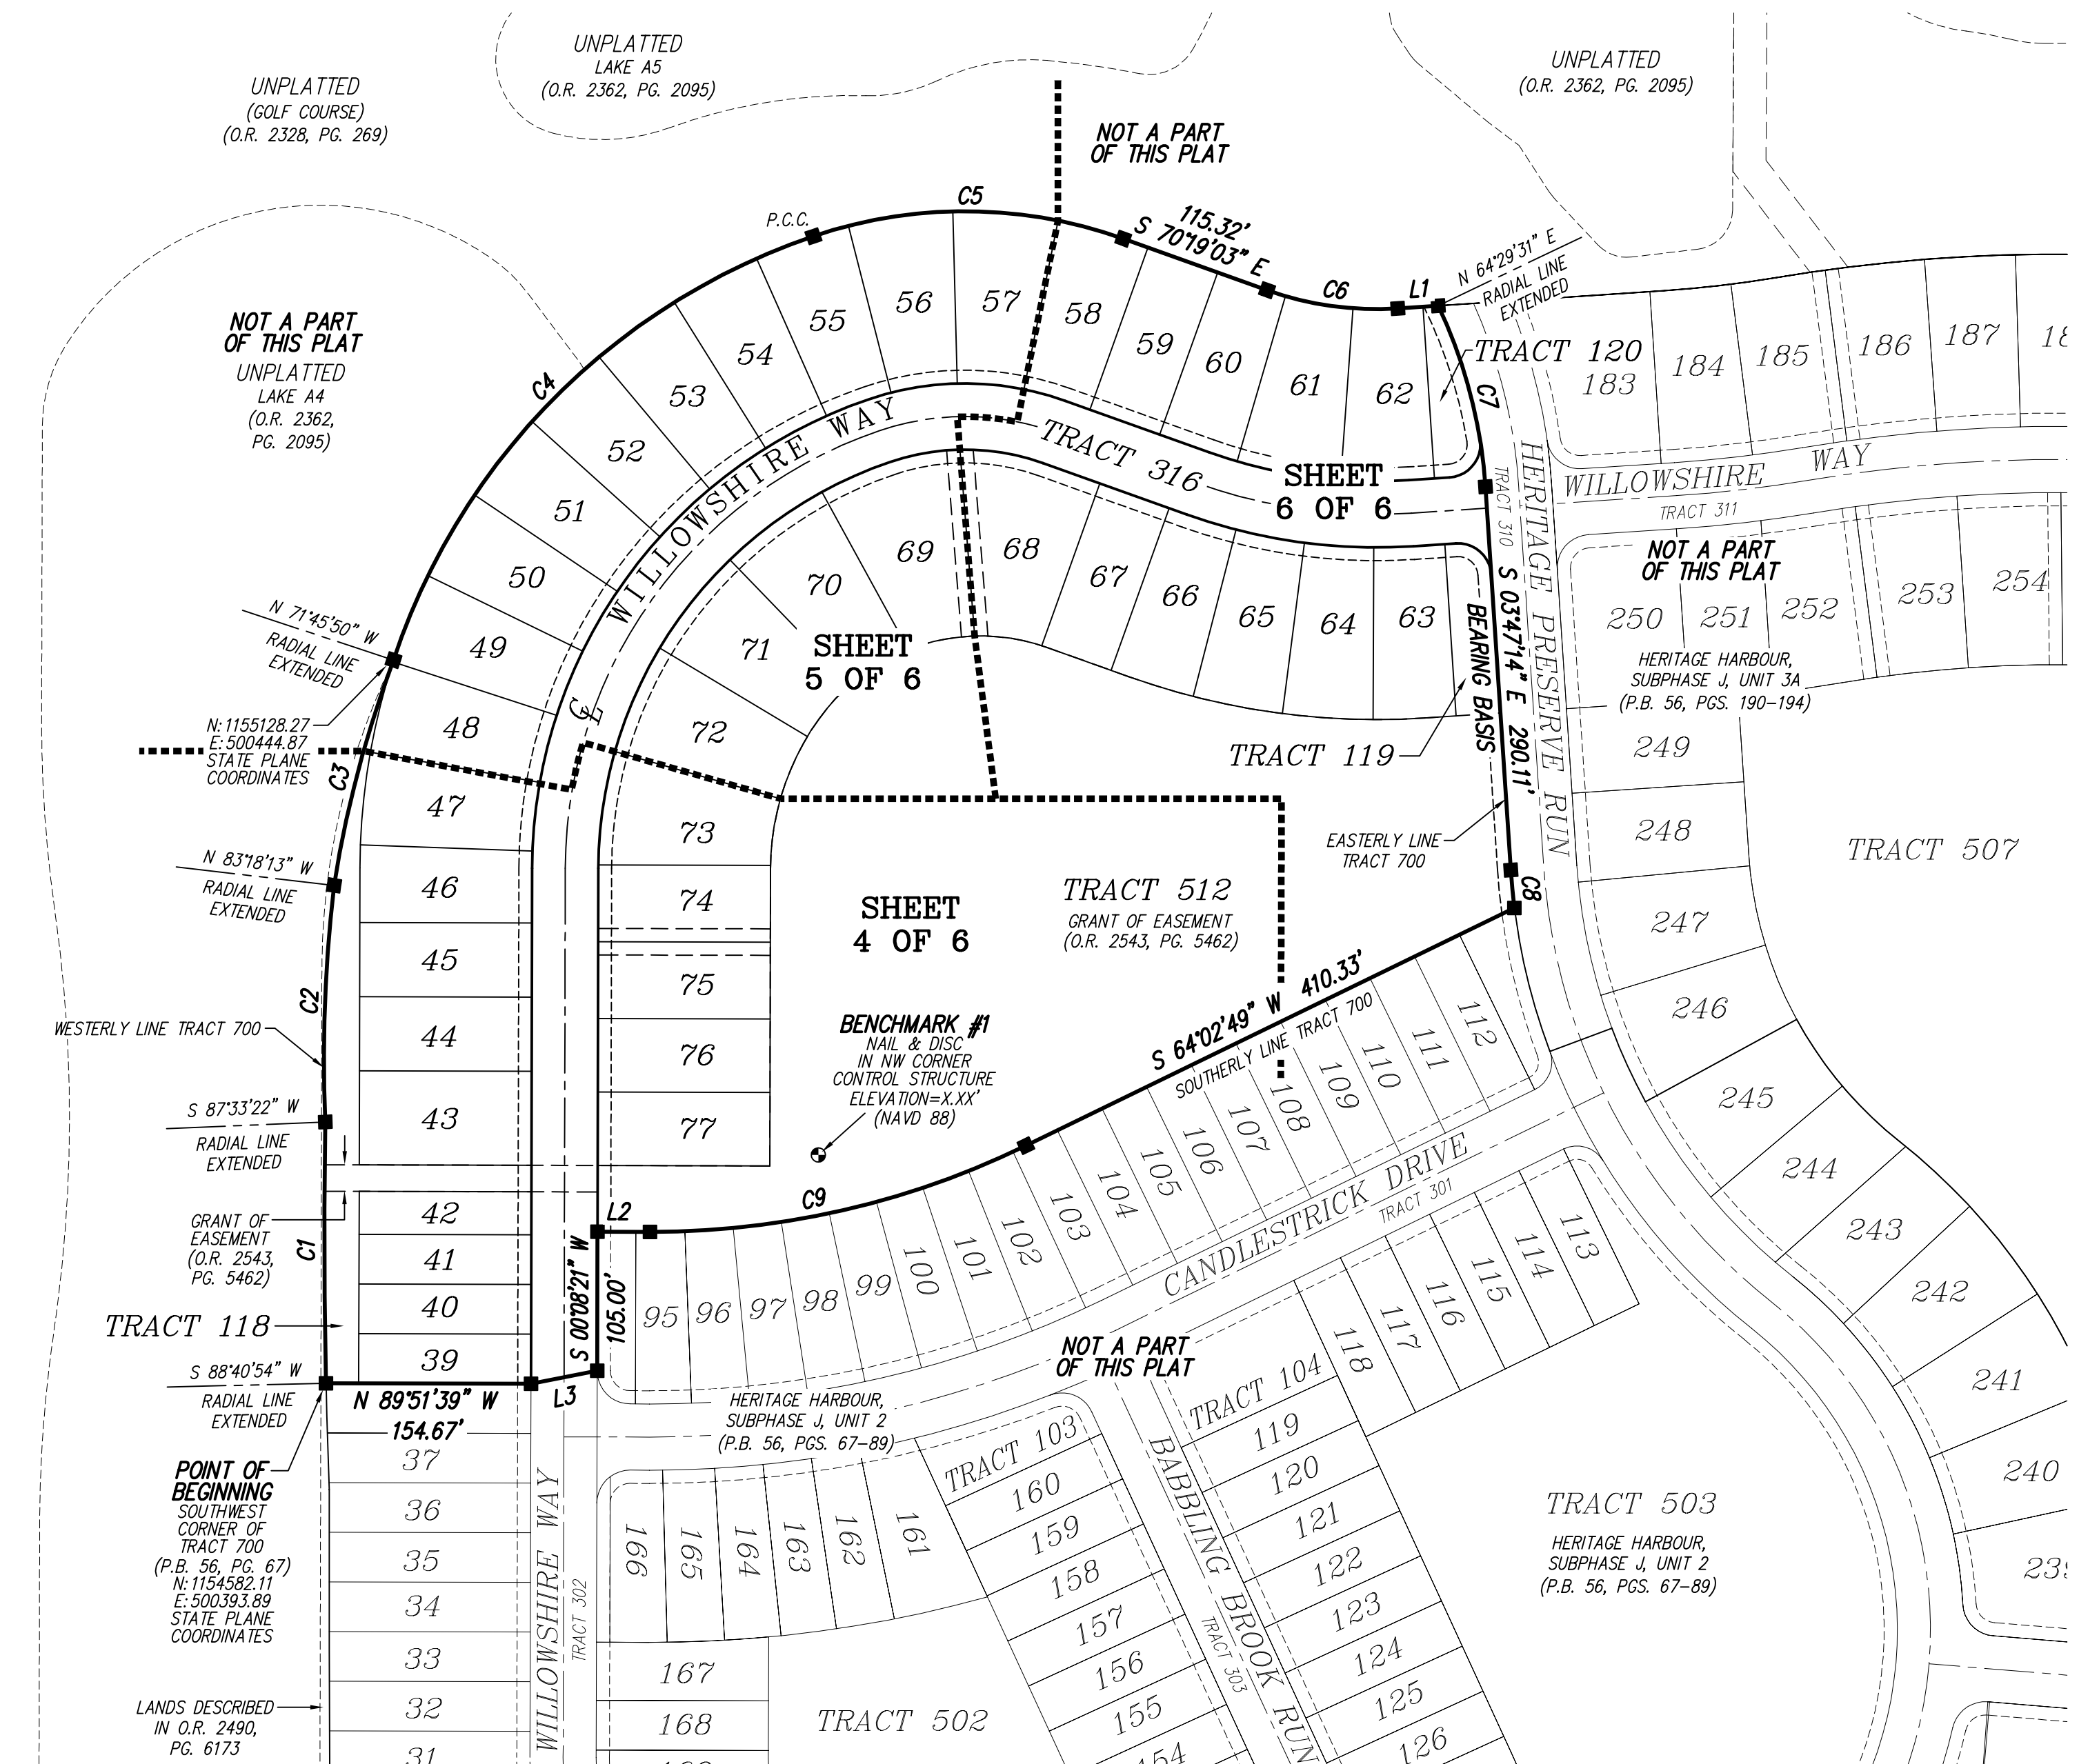 UNPLATTED
(GOLF COURSE)
(O.R. 2328, PG. 269)
UNPLATTED
LAKE A5
(O.R. 2362, PG. 2095)
UNPLATTED
(O.R. 2362, PG. 2095)
NOT A PART
OF THIS PLAT
P.C.C.
C5
115.32'
S 70°19'03" E
C6
L1
N 64°29'31" E
RADIAL LINE
EXTENDED
NOT A PART
OF THIS PLAT
UNPLATTED
LAKE A4
(O.R. 2362,
PG. 2095)
C4
48
49
50
51
52
53
54
55
56
57
58
59
60
61
62
TRACT 120
C7
183
184
185
186
187
18
WILLOWSHIRE WAY
TRACT 316
SHEET
6 OF 6
TRACT 310
HERITAGE PRESERVE RUN
WILLOWSHIRE WAY
TRACT 311
NOT A PART
OF THIS PLAT
250
251
252
253
254
HERITAGE HARBOUR,
SUBPHASE J, UNIT 3A
(P.B. 56, PGS. 190-194)
249
248
247
246
245
244
243
242
241
240
TRACT 507
N 71°45'50" W
RADIAL LINE
EXTENDED
N:1155128.27
E:500444.87
STATE PLANE
COORDINATES
C3
N 83°18'13" W
RADIAL LINE
EXTENDED
C2
WESTERLY LINE TRACT 700
S 87°33'22" W
RADIAL LINE
EXTENDED
GRANT OF
EASEMENT
(O.R. 2543,
PG. 5462)
C1
TRACT 118
S 88°40'54" W
RADIAL LINE
EXTENDED
POINT OF
BEGINNING
SOUTHWEST
CORNER OF
TRACT 700
(P.B. 56, PG. 67)
N:1154582.11
E:500393.89
STATE PLANE
COORDINATES
LANDS DESCRIBED
IN O.R. 2490,
PG. 6173
47
46
45
44
43
42
41
40
39
N 89°51'39" W
154.67'
37
36
35
34
33
32
31
WILLOWSHIRE WAY
TRACT 302
L3
S 00°08'21" W
105.00'
L2
C9
CL
SHEET
5 OF 6
69
70
71
72
73
74
75
76
77
68
67
66
65
64
63
TRACT 119
BEARING BASIS
S 03°47'14" E 290.11'
EASTERLY LINE
TRACT 700
C8
SHEET
4 OF 6
TRACT 512
GRANT OF EASEMENT
(O.R. 2543, PG. 5462)
BENCHMARK #1
NAIL & DISC
IN NW CORNER
CONTROL STRUCTURE
ELEVATION=X.XX'
(NAVD 88)
S 64°02'49" W 410.33'
SOUTHERLY LINE TRACT 700
95
96
97
98
99
100
101
102
103
104
105
106
107
108
109
110
111
112
CANDLESTRICK DRIVE
TRACT 301
NOT A PART
OF THIS PLAT
HERITAGE HARBOUR,
SUBPHASE J, UNIT 2
(P.B. 56, PGS. 67-89)
113
114
115
116
117
118
TRACT 104
119
120
121
122
123
124
125
126
TRACT 103
160
159
158
157
156
155
154
BABBLING BROOK RUN
TRACT 303
166
165
164
163
162
161
167
168
TRACT 502
TRACT 503
HERITAGE HARBOUR,
SUBPHASE J, UNIT 2
(P.B. 56, PGS. 67-89)